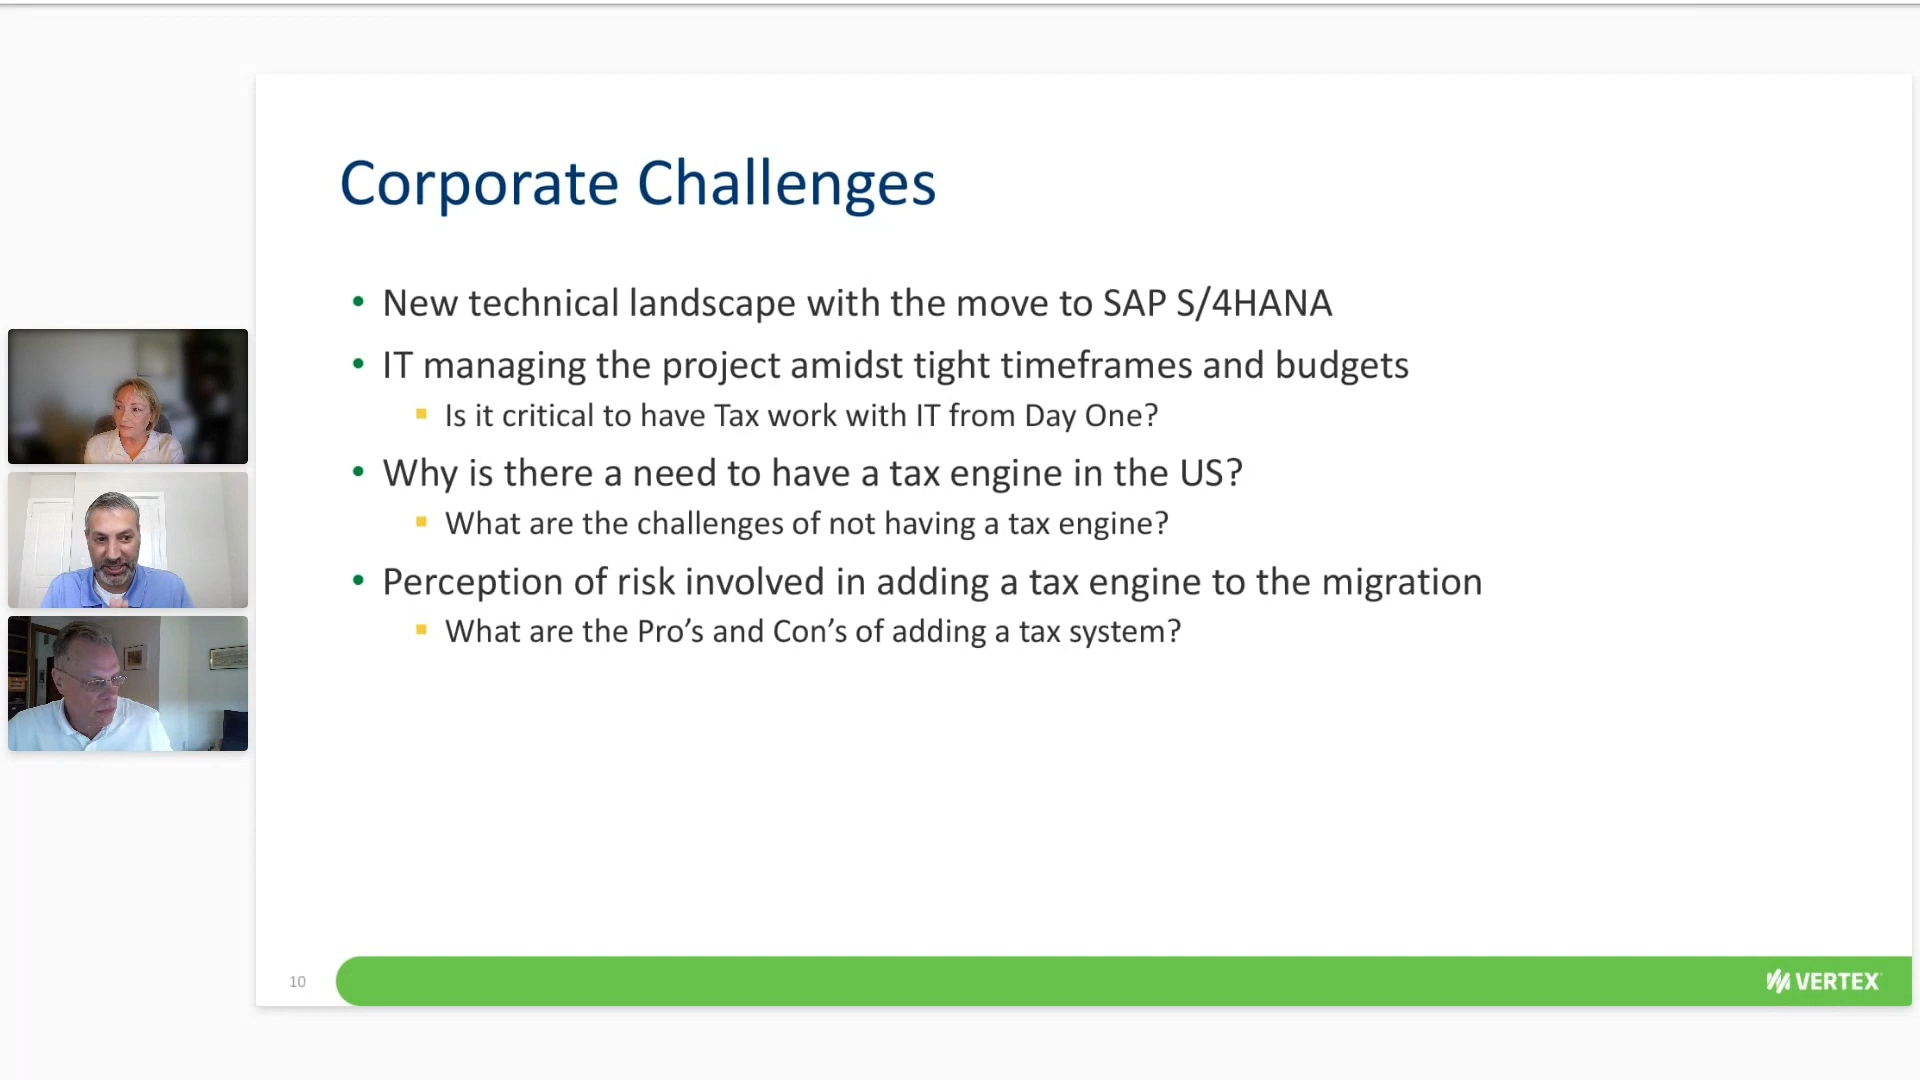 Corporate Challenges
• New technical landscape with the move to SAP S/4HANA
• IT managing the project amidst tight timeframes and budgets
▪ Is it critical to have Tax work with IT from Day One?
• Why is there a need to have a tax engine in the US?
▪ What are the challenges of not having a tax engine?
• Perception of risk involved in adding a tax engine to the migration
▪ What are the Pro’s and Con’s of adding a tax system?
10
VERTEX